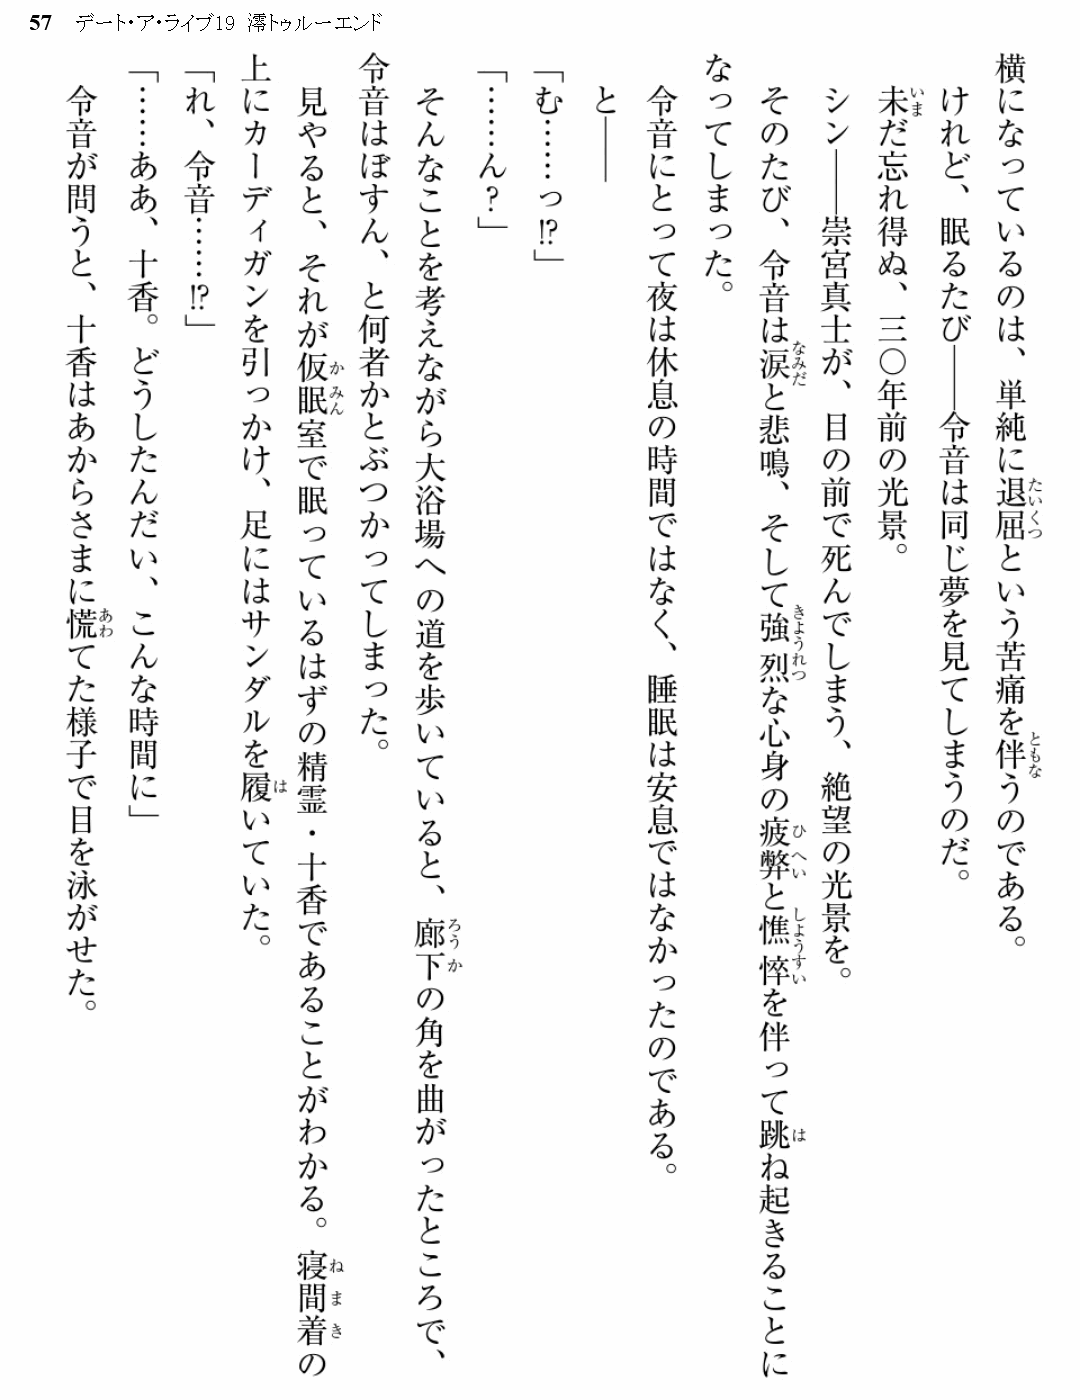 57 デート・ア・ライブ19 澪トゥルーエンド
横になっているのは、単純に退屈という苦痛を伴うのである。
けれど、眠るたび――令音は同じ夢を見てしまうのだ。
未だ忘れ得ぬ、三〇年前の光景。
シン――崇宮真士が、目の前で死んでしまう、絶望の光景を。
そのたび、令音は涙と悲鳴、そして強烈な心身の疲弊と憔悴を伴って跳ね起きることに
なってしまった。
令音にとって夜は休息の時間ではなく、睡眠は安息ではなかったのである。
と――
「む……っ!?」
「……ん?」
そんなことを考えながら大浴場への道を歩いていると、廊下の角を曲がったところで、
令音はぼすん、と何者かとぶつかってしまった。
見やると、それが仮眠室で眠っているはずの精霊・十香であることがわかる。寝間着の
上にカーディガンを引っかけ、足にはサンダルを履いていた。
「れ、令音……!?」
「……ああ、十香。どうしたんだい、こんな時間に」
令音が問うと、十香はあからさまに慌てた様子で目を泳がせた。